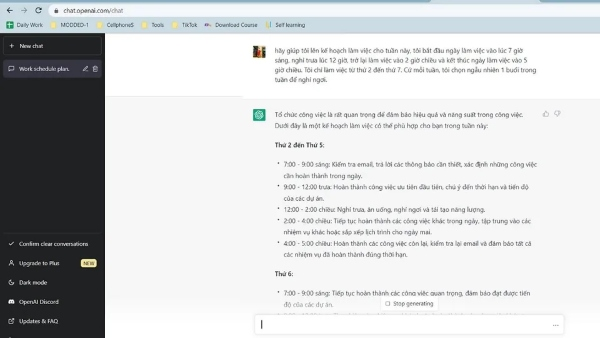 chat.openai.com/chat
Daily Work MODDED-1 CellphoneS Tools TikTok Download Course Self learning
New chat
Work schedule plan.
hãy giúp tôi lên kế hoạch làm việc cho tuần này, tôi bắt đầu ngày làm việc vào lúc 7 giờ
sáng, nghỉ trưa lúc 12 giờ, trở lại làm việc vào 2 giờ chiều và kết thúc ngày làm việc vào 5
giờ chiều. Tôi chỉ làm việc từ thứ 2 đến thứ 7. Cứ mỗi tuần, tôi chọn ngẫu nhiên 1 buổi trong
tuần để nghỉ ngơi.
Tổ chức công việc là rất quan trọng để đảm bảo hiệu quả và năng suất trong công việc.
Dưới đây là một kế hoạch làm việc có thể phù hợp cho bạn trong tuần này:
Thứ 2 đến Thứ 5:
• 7:00 - 9:00 sáng: Kiểm tra email, trả lời các thông báo cần thiết, xác định những công việc
cần hoàn thành trong ngày.
• 9:00 - 12:00 trưa: Hoàn thành công việc ưu tiên đầu tiên, chú ý đến thời hạn và tiến độ
của các dự án.
• 12:00 - 2:00 chiều: Nghỉ trưa, ăn uống, nghỉ ngơi và tái tạo năng lượng.
• 2:00 - 4:00 chiều: Tiếp tục hoàn thành các công việc khác trong ngày, tập trung vào các
nhiệm vụ khác hoặc sắp xếp lịch trình cho ngày mai.
• 4:00 - 5:00 chiều: Hoàn thành các công việc còn lại, kiểm tra lại email và đảm bảo tất cả
các nhiệm vụ đã hoàn thành đúng thời hạn.
Thứ 6:
• 7:00 - 9:00 sáng: Tiếp tục hoàn thành các công việc quan trọng, đảm bảo đạt được tiến
độ của các dự án.
Stop generating
Confirm clear conversations
Upgrade to Plus NEW
Dark mode
OpenAI Discord
Updates & FAQ